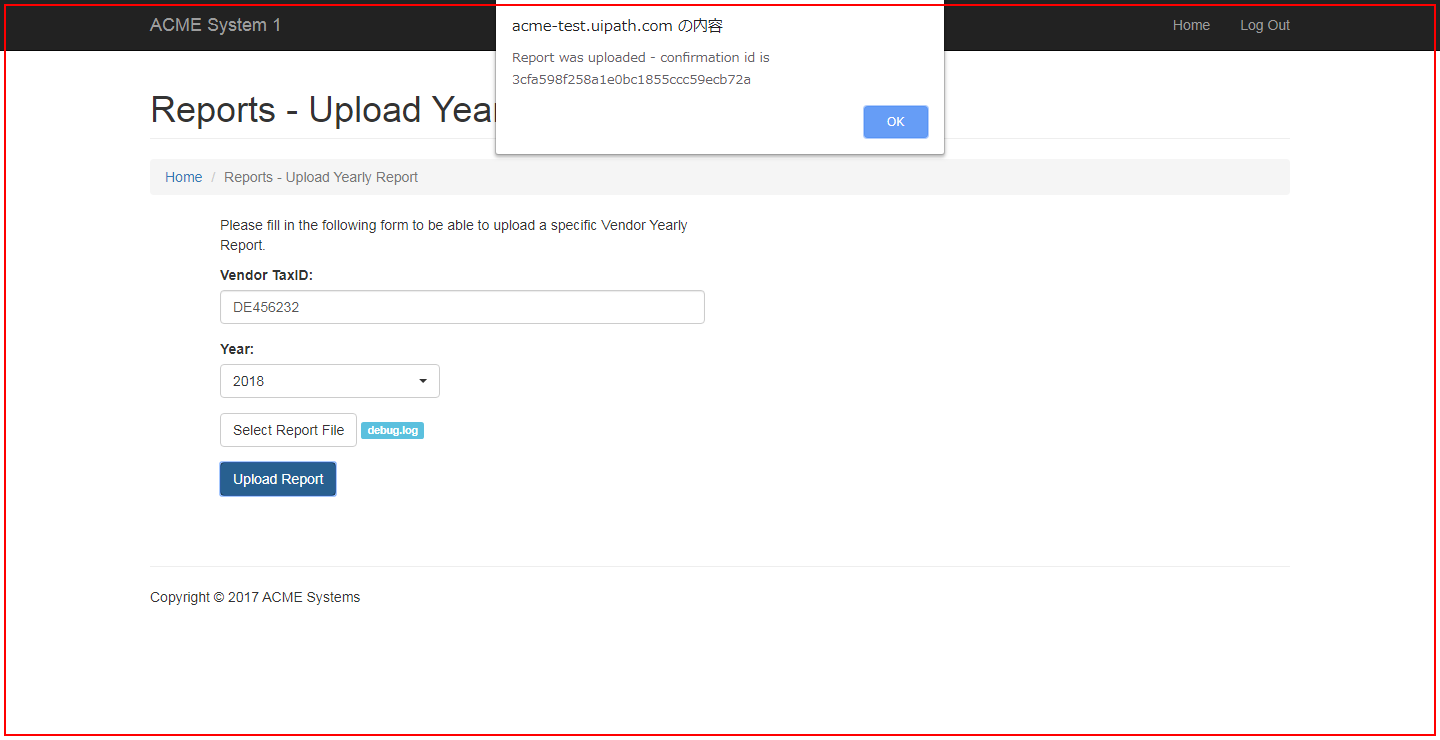 ACME System 1
acme-test.uipath.com の内容
Report was uploaded - confirmation id is
3cfa598f258a1e0bc1855ccc59ecb72a
OK
Home
Log Out
Reports - Upload Year
Home / Reports - Upload Yearly Report
Please fill in the following form to be able to upload a specific Vendor Yearly
Report.
Vendor TaxID:
DE456232
Year:
2018
Select Report File debug.log
Upload Report
Copyright © 2017 ACME Systems